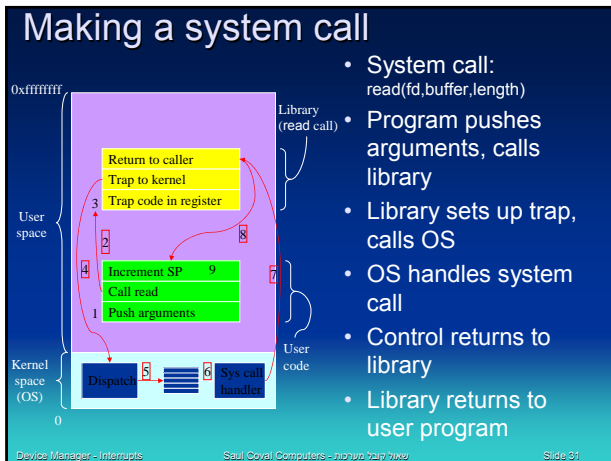 Making a system call
0xffffffff
Library
(read call)
Return to caller
Trap to kernel
Trap code in register
3
User
space
2
8
4
7
Increment SP 9
Call read
1 Push arguments
User
code
Kernel
space
(OS)
Dispatch
5
6
Sys call
handler
0
• System call:
read(fd,buffer,length)
• Program pushes
arguments, calls
library
• Library sets up trap,
calls OS
• OS handles system
call
• Control returns to
library
• Library returns to
user program
Device Manager - Interrupts
Saul Coval Computers - שאול קובל מערכות
Slide 31